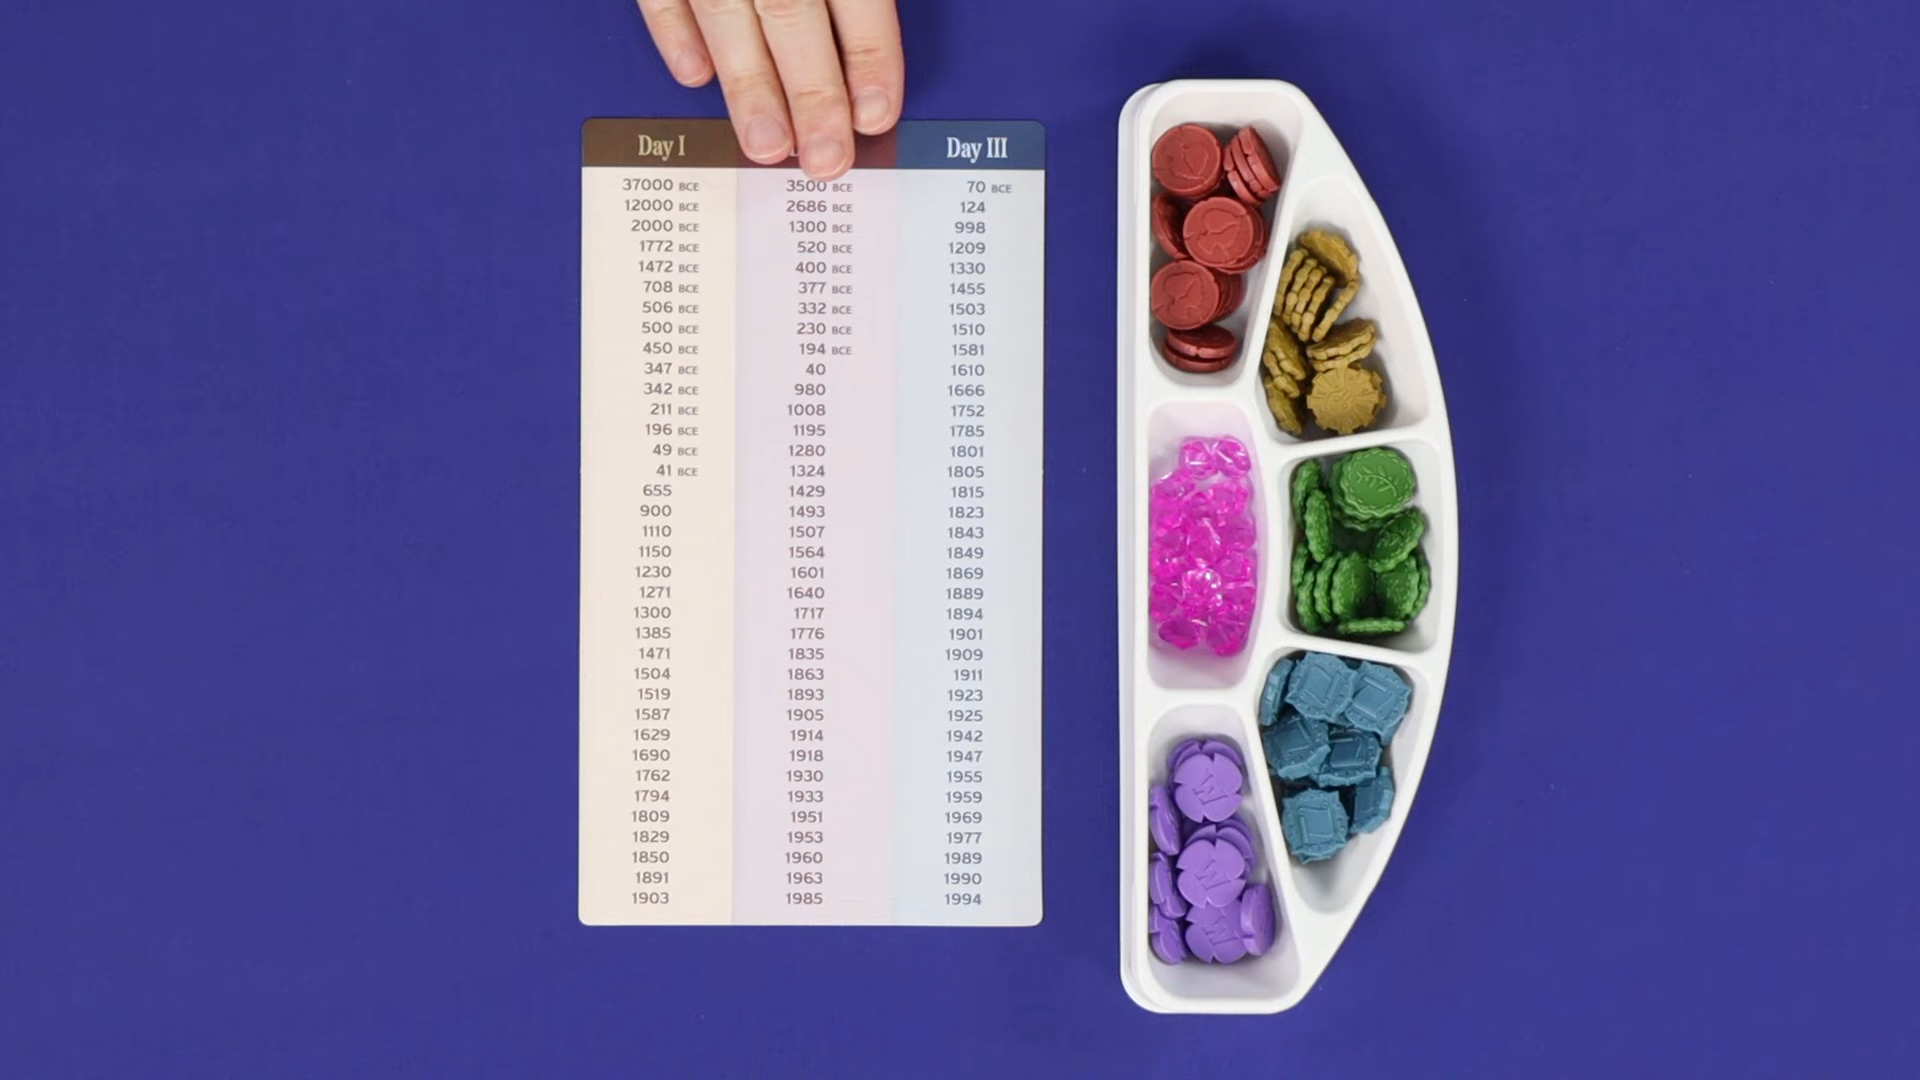 Day I Day III
37000 BCE 3500 BCE 70 BCE
12000 BCE 2686 BCE 124
2000 BCE 1300 BCE 998
1772 BCE 520 BCE 1209
1472 BCE 400 BCE 1330
708 BCE 377 BCE 1455
506 BCE 332 BCE 1503
500 BCE 230 BCE 1510
450 BCE 194 BCE 1581
347 BCE 40 1610
342 BCE 980 1666
211 BCE 1008 1752
196 BCE 1195 1785
49 BCE 1280 1801
41 BCE 1324 1805
655 1429 1815
900 1493 1823
1110 1507 1843
1150 1564 1849
1230 1601 1869
1271 1640 1889
1300 1717 1894
1385 1776 1901
1471 1835 1909
1504 1863 1911
1519 1893 1923
1587 1905 1925
1629 1914 1942
1690 1918 1947
1762 1930 1955
1794 1933 1959
1809 1951 1969
1829 1953 1977
1850 1960 1989
1891 1963 1990
1903 1985 1994